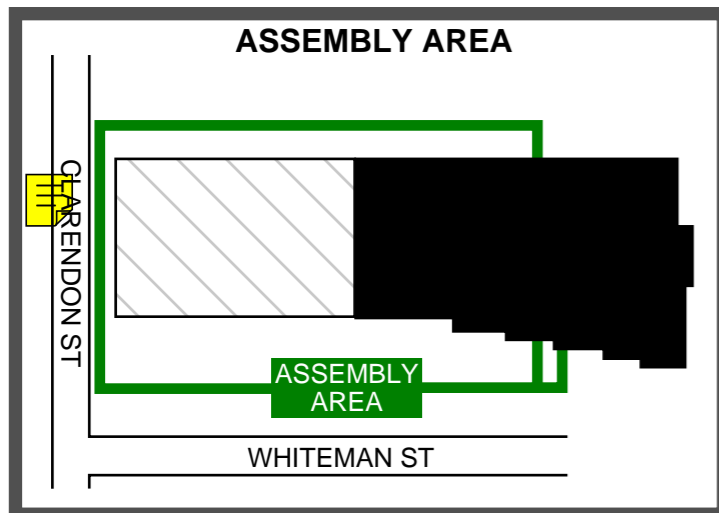 ASSEMBLY AREA
CLARENDON ST
ASSEMBLY
AREA
WHITEMAN ST